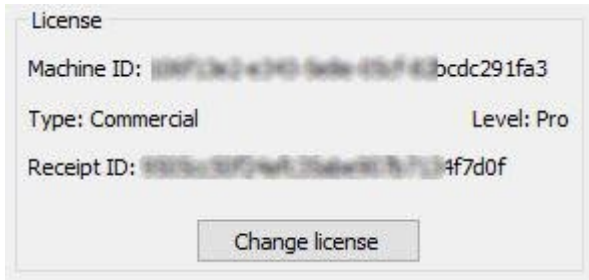 License
Machine ID: bcdc291fa3
Type: Commercial Level: Pro
Receipt ID: 4f7d0f
Change license